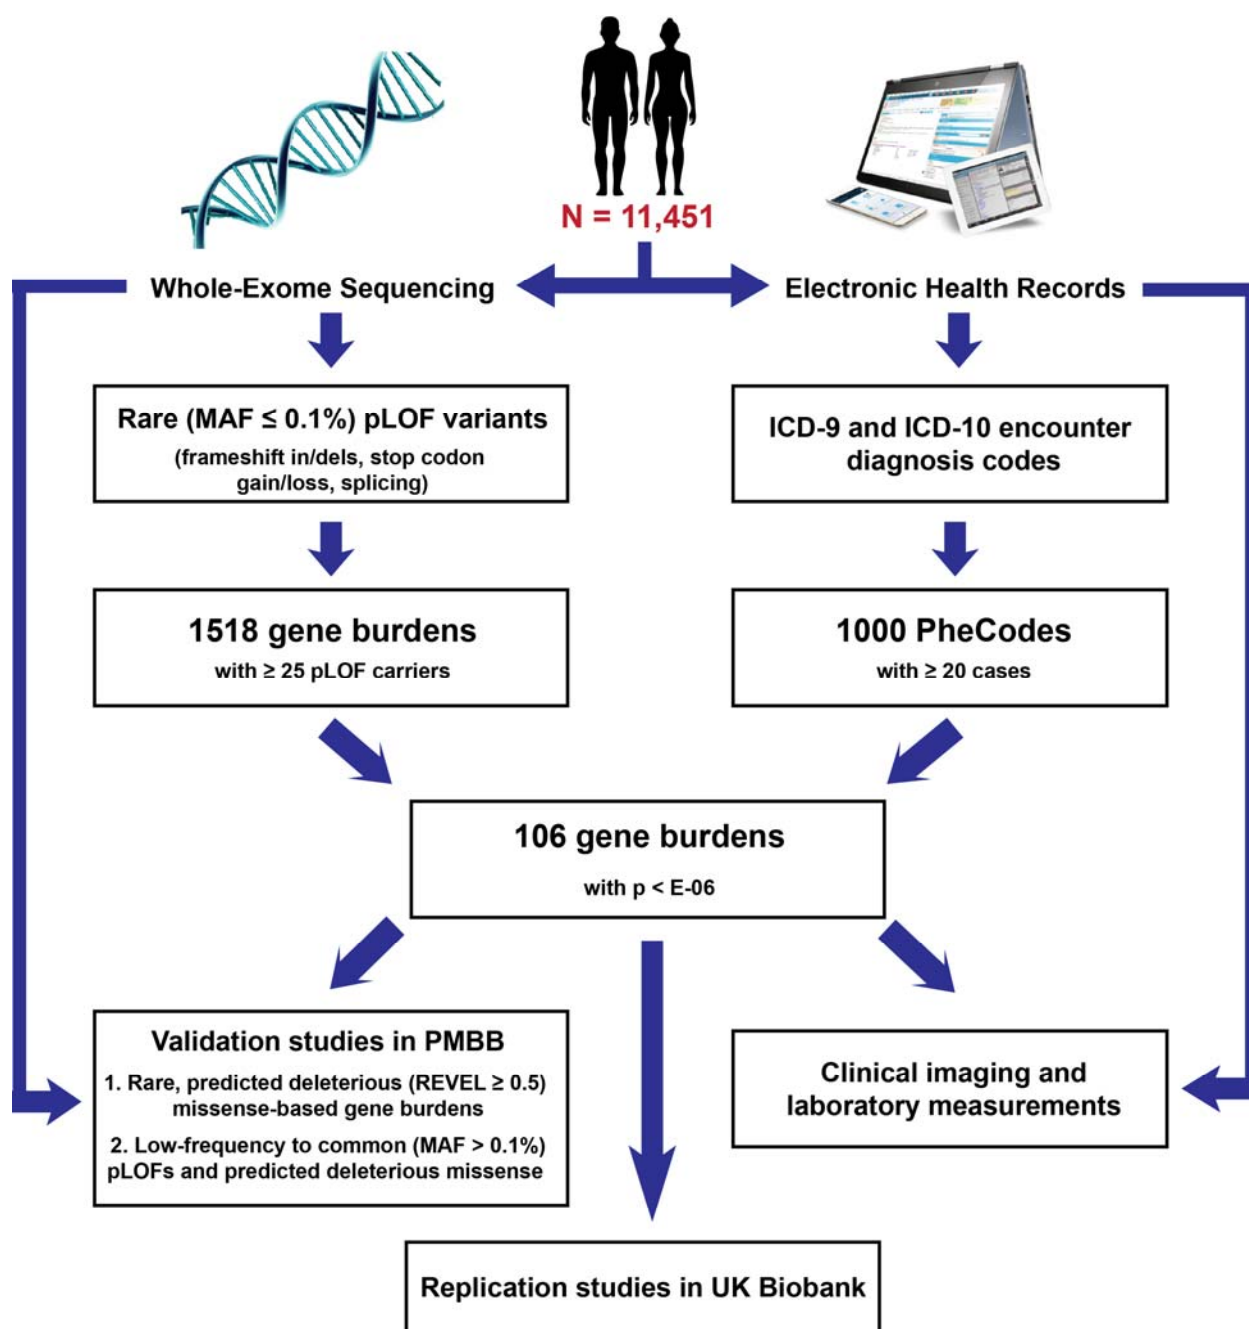 N = 11,451
Whole-Exome Sequencing
Electronic Health Records
Rare (MAF ≤ 0.1%) pLOF variants
(frameshift in/dels, stop codon
gain/loss, splicing)
ICD-9 and ICD-10 encounter
diagnosis codes
1518 gene burdens
with ≥ 25 pLOF carriers
1000 PheCodes
with ≥ 20 cases
106 gene burdens
with p < E-06
Validation studies in PMBB
1. Rare, predicted deleterious (REVEL ≥ 0.5)
missense-based gene burdens
2. Low-frequency to common (MAF > 0.1%)
pLOFs and predicted deleterious missense
Clinical imaging and
laboratory measurements
Replication studies in UK Biobank